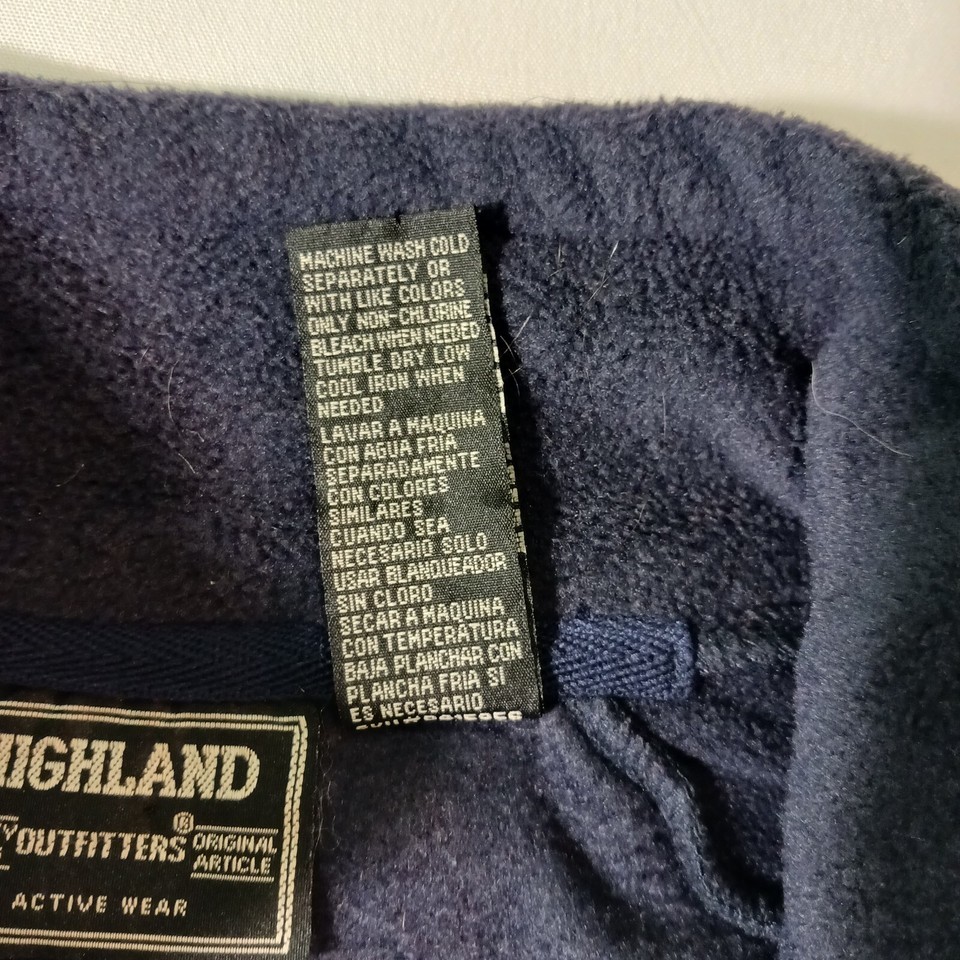 MACHINE WASH COLD
SEPARATELY OR
WITH LIKE COLORS
ONLY NON-CHLORINE
BLEACH WHEN NEEDED
TUMBLE DRY LOW
COOL IRON WHEN
NEEDED
LAVAR A MAQUINA
CON AGUA FRIA
SEPARADAMENTE
CON COLORES
SIMILARES
CUANDO SEA
NECESARIO SOLO
USAR BLANQUEADOR
SIN CLORO
SECAR A MAQUINA
CON TEMPERATURA
BAJA PLANCHAR CON
PLANCHA FRIA SI
ES NECESARIO
HIGHLAND
OUTFITTERS®
ORIGINAL
ARTICLE
ACTIVE WEAR